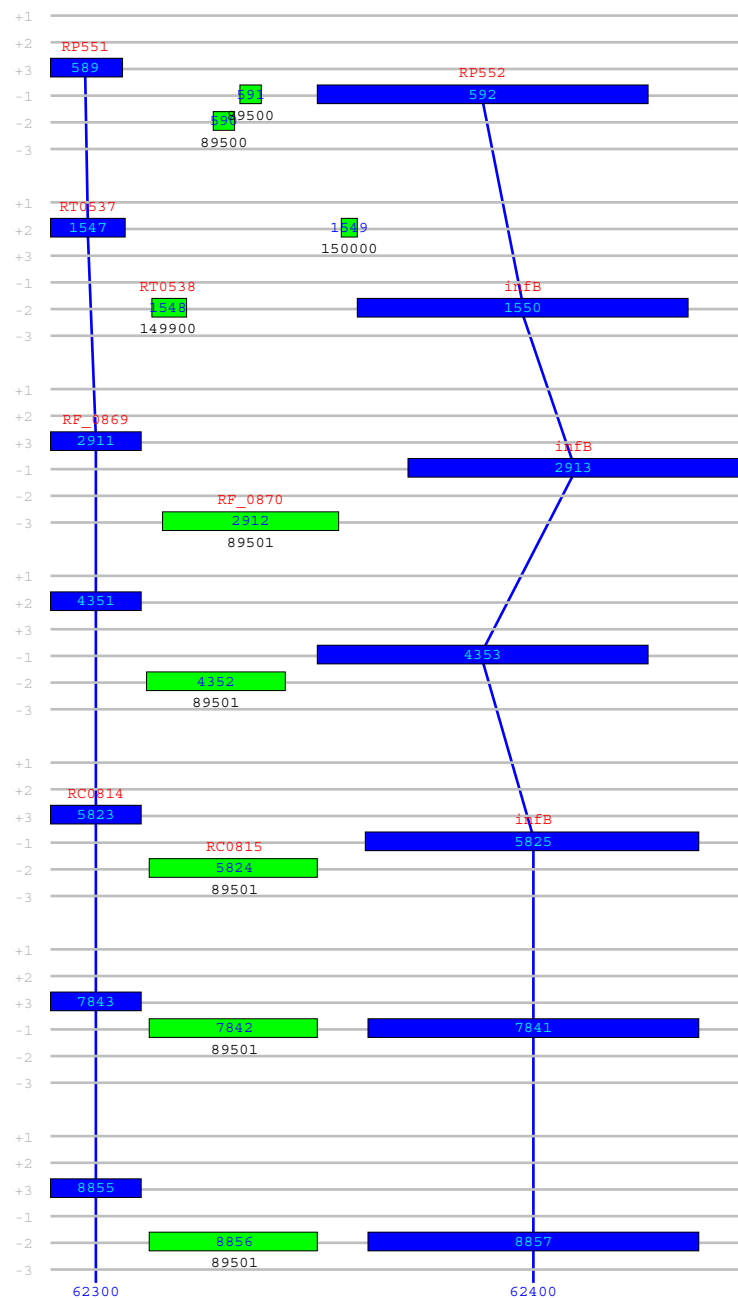 +1
+2
RP551
+3 589 RP552
-1 591 592
-2 590 89500
89500
-3
+1
RT0537
+2 1547 1549
+3 150000
-1 RT0538 infB
-2 1548 1550
149900
-3
+1
+2
RF_0869
+3 2911 infB
-1 2913
-2 RF_0870
-3 2912
89501
+1
+2 4351
+3
-1 4353
-2 4352
89501
-3
+1
+2
RC0814
+3 5823 infB
-1 RC0815 5825
-2 5824
89501
-3
+1
+2
+3 7843
-1 7842 7841
89501
-2
-3
+1
+2
+3 8855
-1
-2 8856 8857
89501
-3
62300 62400